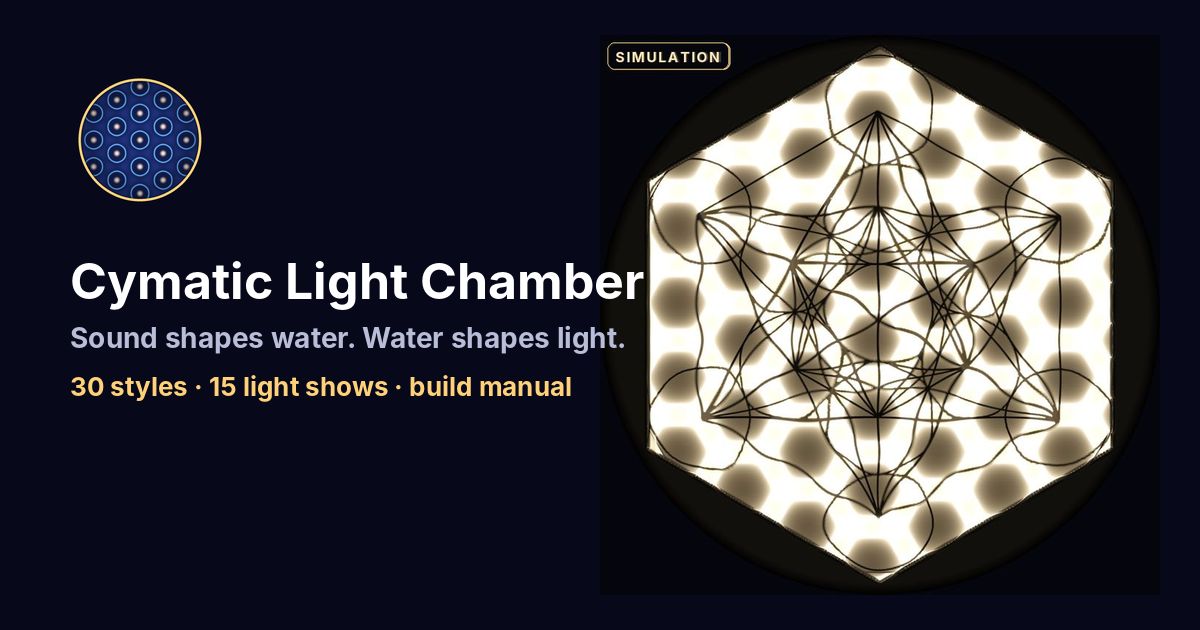 SIMULATION
Cymatic Light Chamber
Sound shapes water. Water shapes light.
30 styles · 15 light shows · build manual